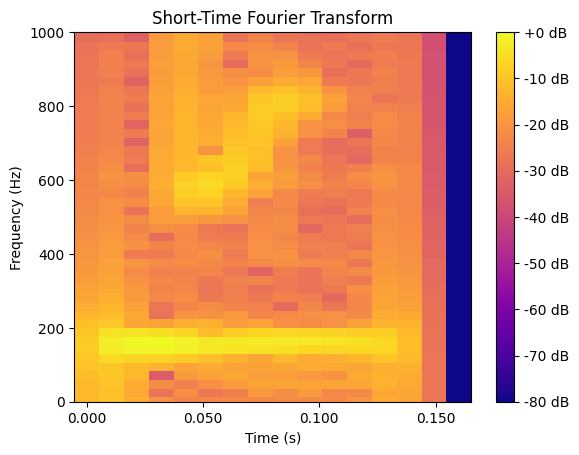 Short-Time Fourier Transform
1000
800
600
400
200
0
Frequency (Hz)
0.000
0.050
0.100
0.150
Time (s)
+0 dB
-10 dB
-20 dB
-30 dB
-40 dB
-50 dB
-60 dB
-70 dB
-80 dB